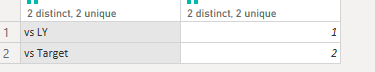 2 distinct, 2 unique 2 distinct, 2 unique
1 vs LY 1
2 vs Target 2